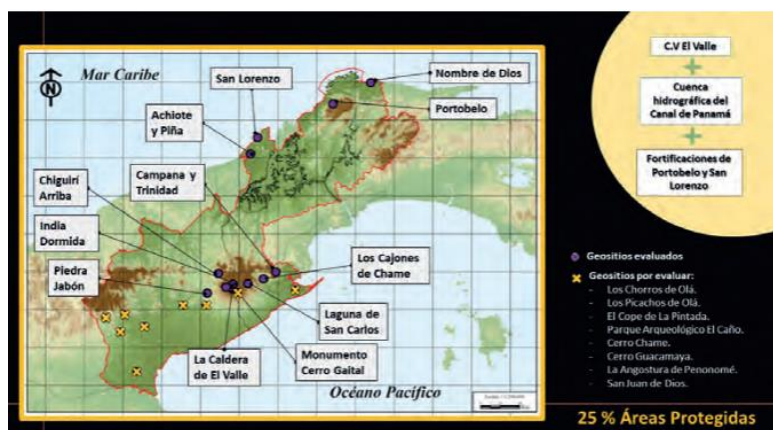 Mar Caribe
N
San Lorenzo
Nombre de Dios
Portobelo
Achiote
y Piña
Chiguirí
Arriba
Campana y
Trinidad
India
Dormida
Piedra
Jabón
Los Cajones
de Chame
Laguna de
San Carlos
La Caldera
de El Valle
Monumento
Cerro Gaital
Océano Pacífico
C.V El Valle
Cuenca
hidrográfica del
Canal de Panamá
Fortificaciones de
Portobelo y San
Lorenzo
Geositios evaluados
Geositios por evaluar:
- Los Chorros de Olá.
- Los Picachos de Olá.
- El Cope de La Pintada.
- Parque Arqueológico El Caño.
- Cerro Chame.
- Cerro Guacamaya.
- La Angostura de Penonomé.
- San Juan de Dios.
25 % Áreas Protegidas